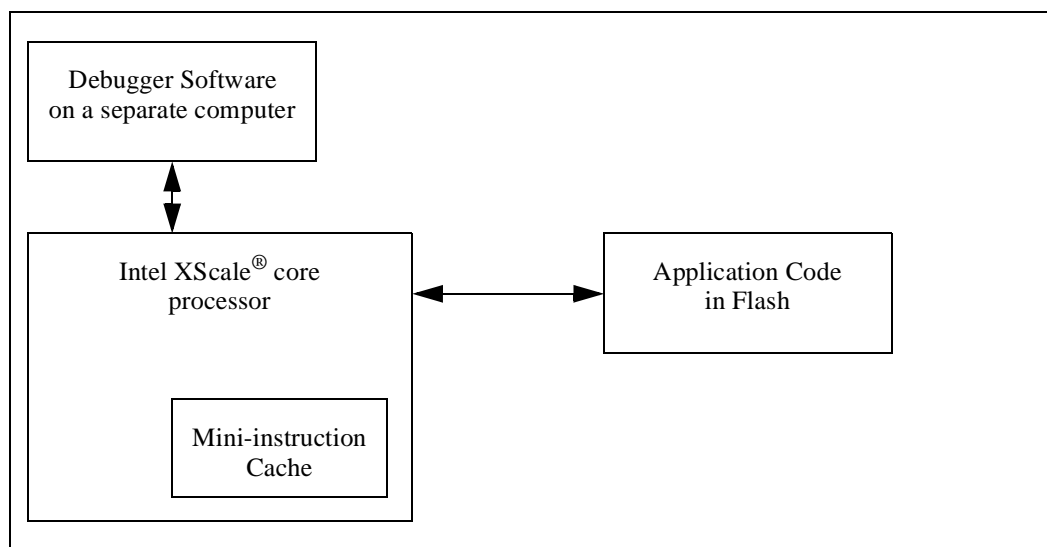 Debugger Software
on a separate computer
Intel XScale® core
processor
Application Code
in Flash
Mini-instruction
Cache